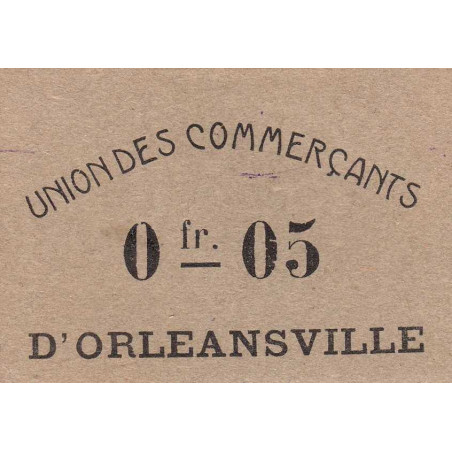 UNION DES COMMERÇANTS
0 fr. 05
D'ORLEANSVILLE